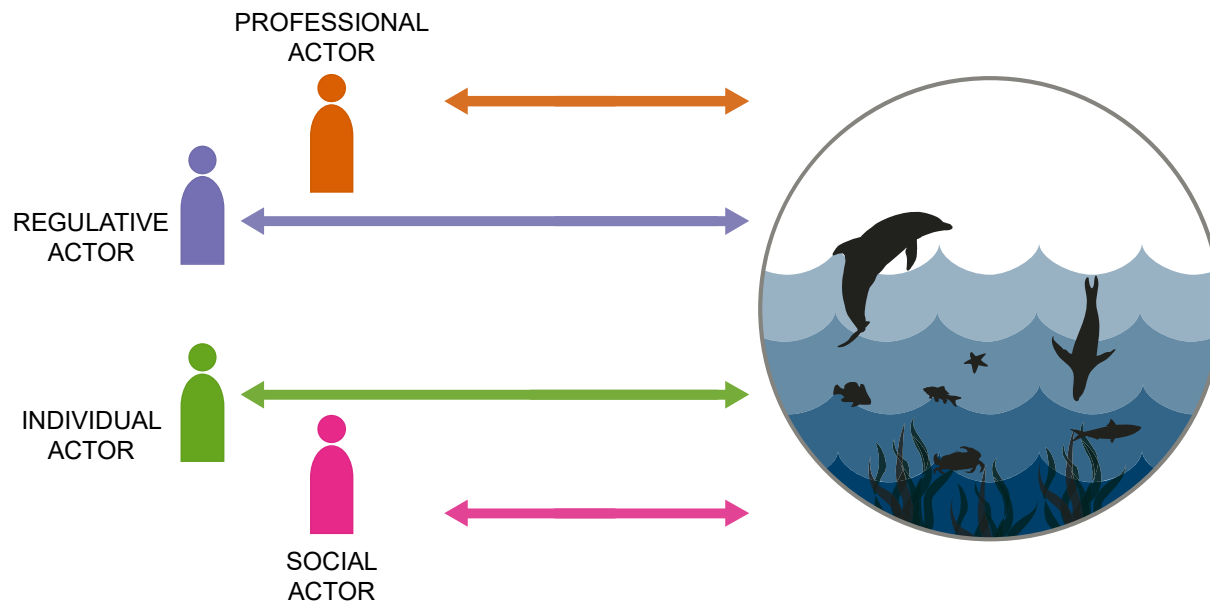 PROFESSIONAL
ACTOR
REGULATIVE
ACTOR
INDIVIDUAL
ACTOR
SOCIAL
ACTOR